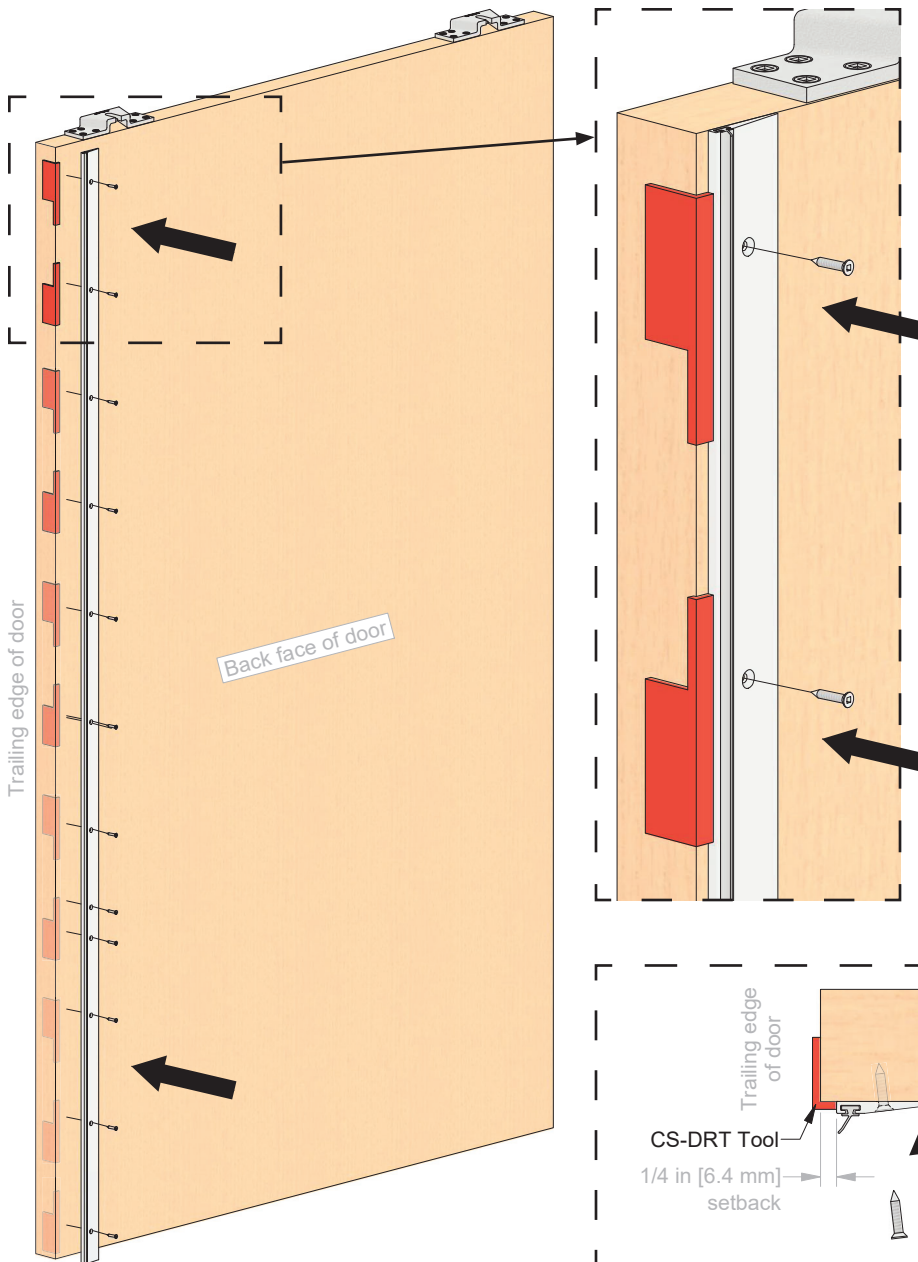 Trailing edge of door
Back face of door
Trailing edge
of door
CS-DRT Tool
1/4 in [6.4 mm]
setback